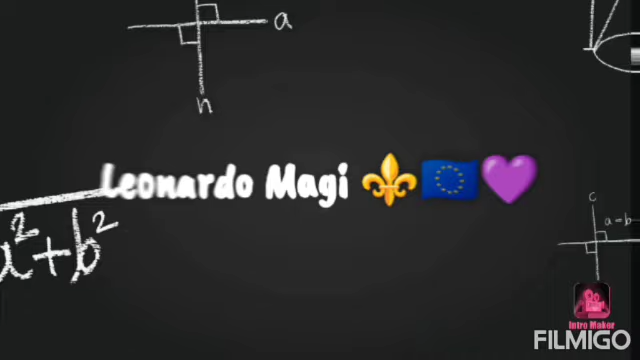 a
n
Leonardo Magi ⚜️🇪🇺💜
a²+b²
c
a=b
Intro Maker
FILMIGO